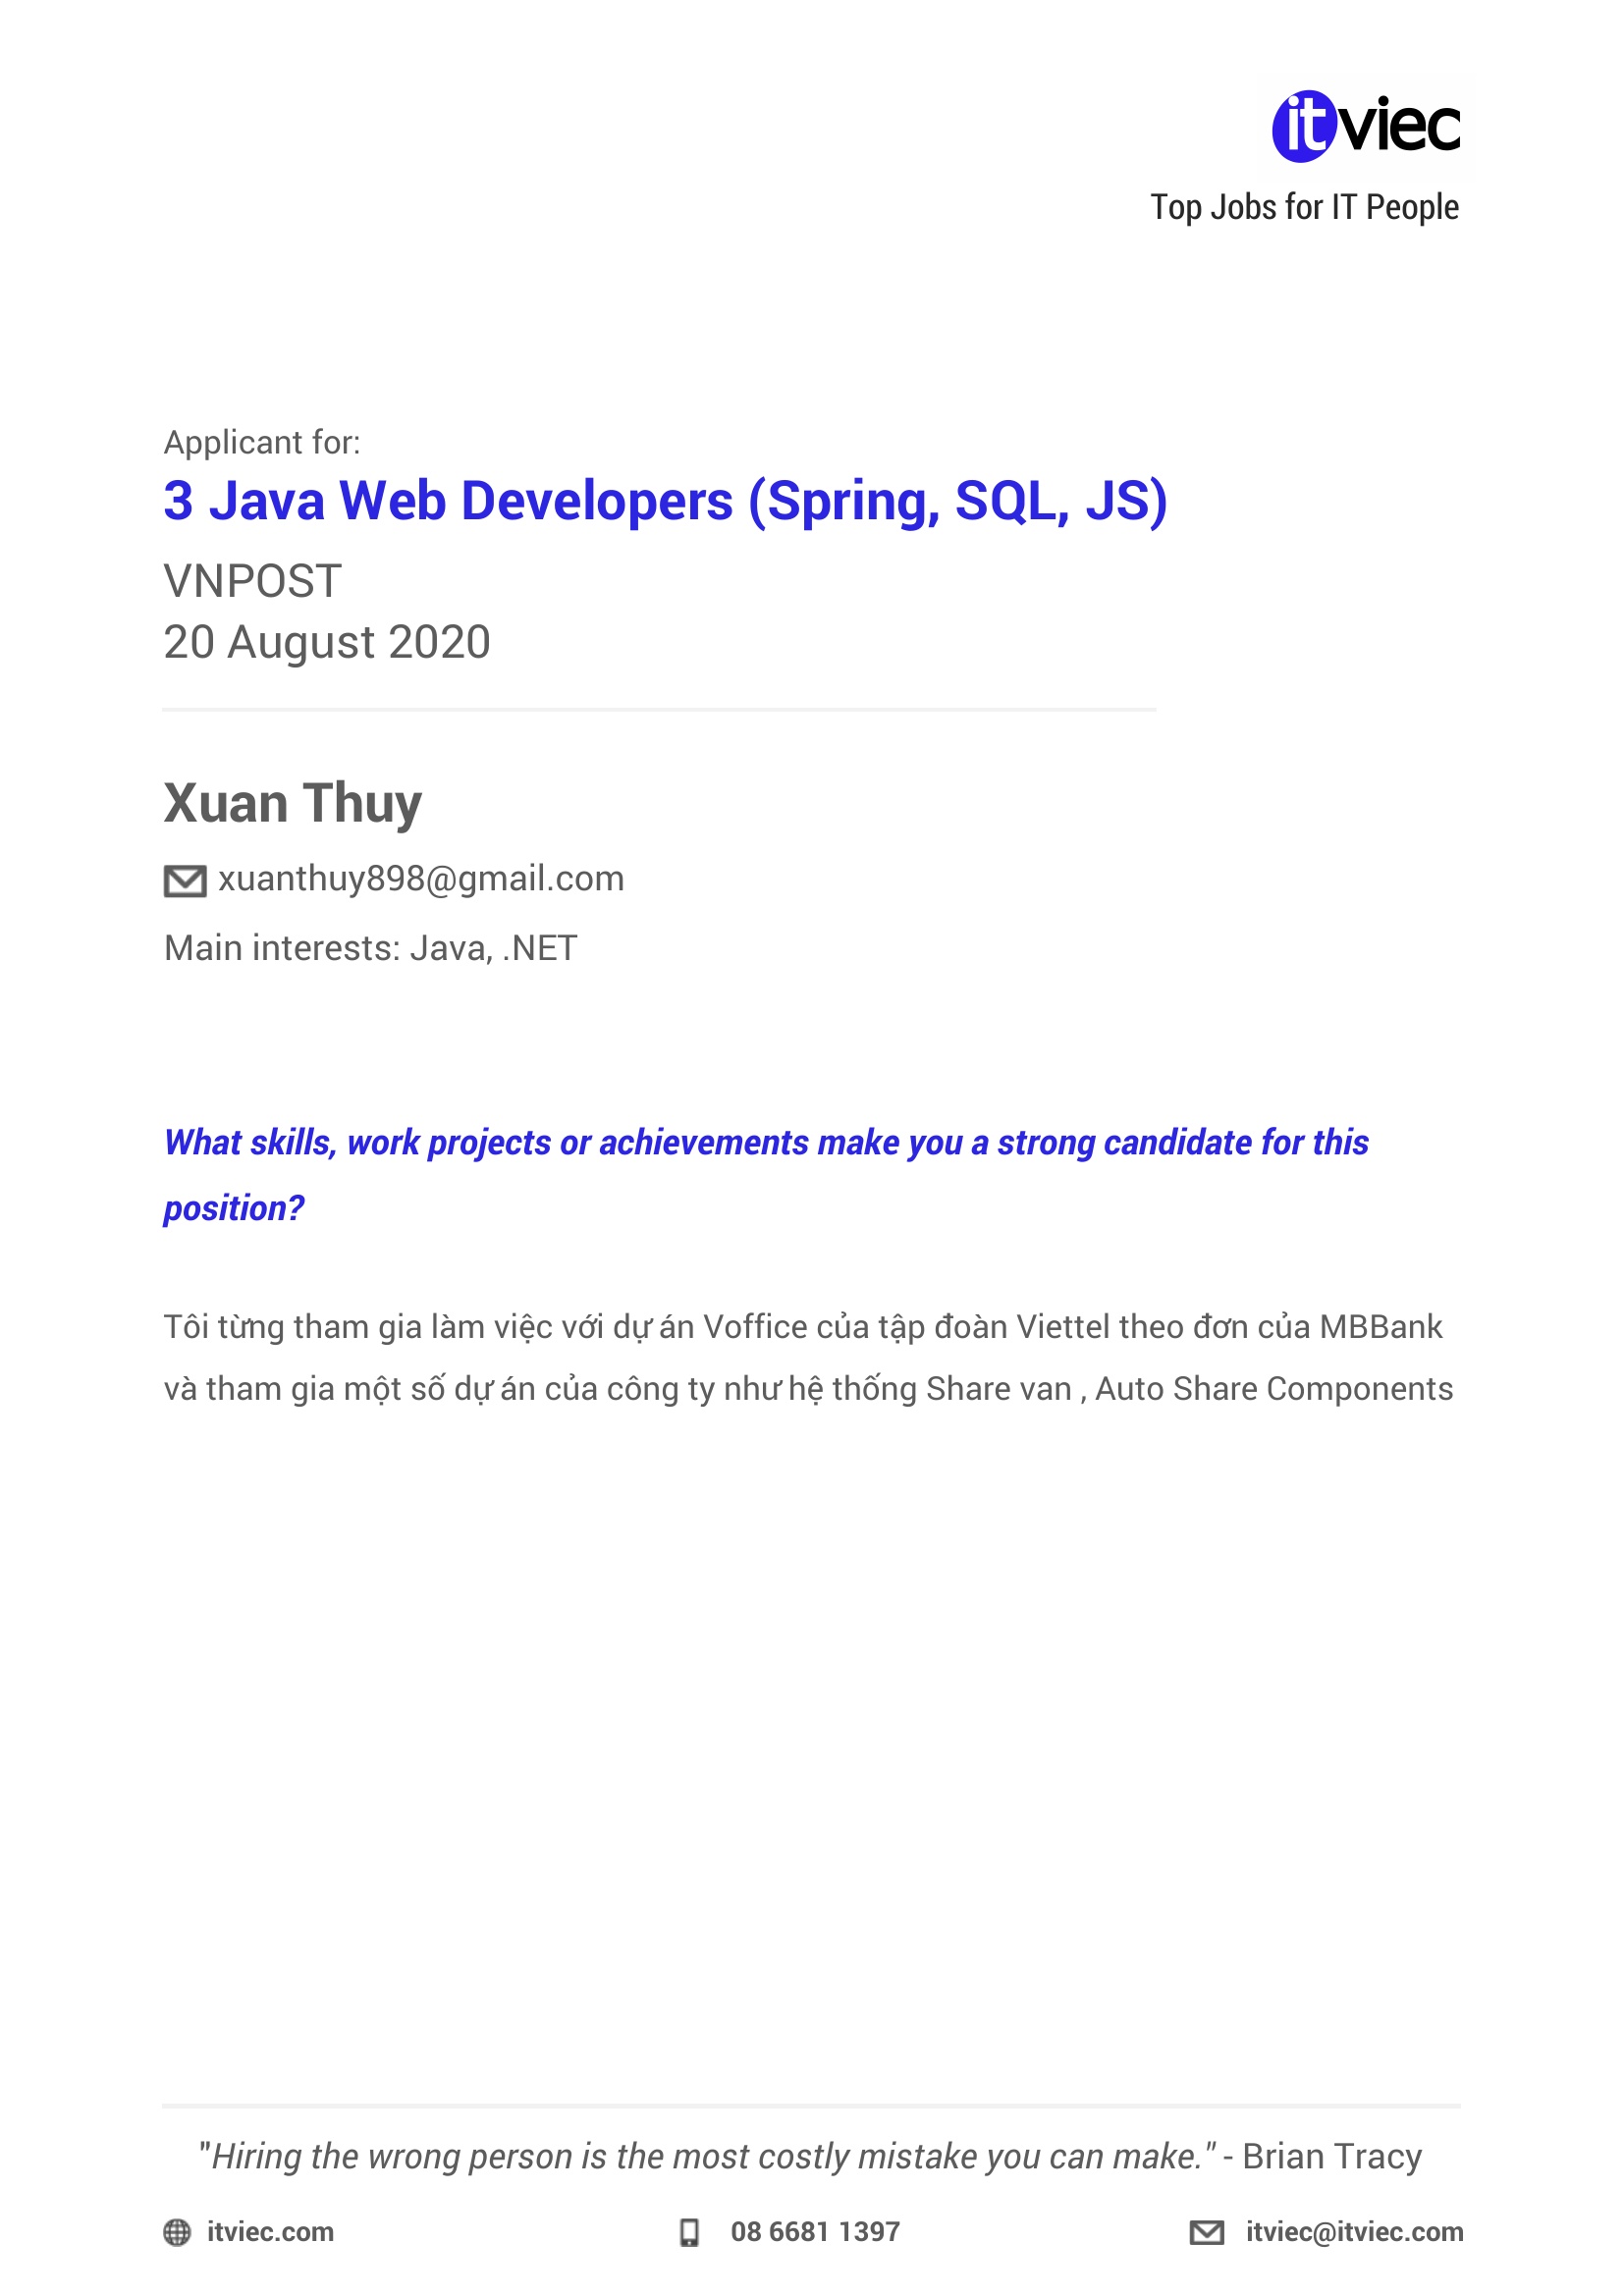 itviec
Top Jobs for IT People
Applicant for:
3 Java Web Developers (Spring, SQL, JS)
VNPOST
20 August 2020
Xuan Thuy
xuanthuy898@gmail.com
Main interests: Java, .NET
What skills, work projects or achievements make you a strong candidate for this
position?
Tôi từng tham gia làm việc với dự án Voffice của tập đoàn Viettel theo đơn của MBBank
và tham gia một số dự án của công ty như hệ thống Share van , Auto Share Components
"Hiring the wrong person is the most costly mistake you can make." - Brian Tracy
itviec.com 08 6681 1397 itviec@itviec.com